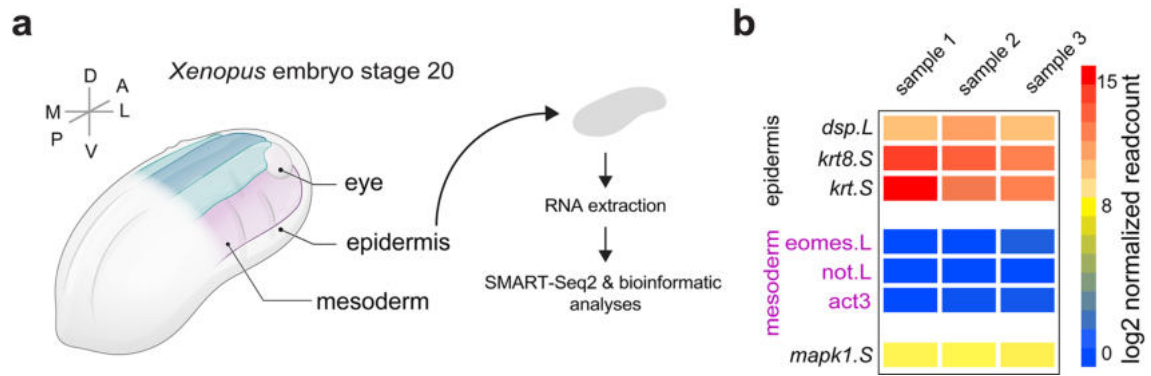 a
Xenopus embryo stage 20
D
A
M
L
P
V
eye
epidermis
mesoderm
RNA extraction
SMART-Seq2 & bioinformatic
analyses
b
sample 1
sample 2
sample 3
epidermis
dsp.L
krt8.S
krt.S
mesoderm
eomes.L
not.L
act3
mapk1.S
15
8
0
log2 normalized readcount